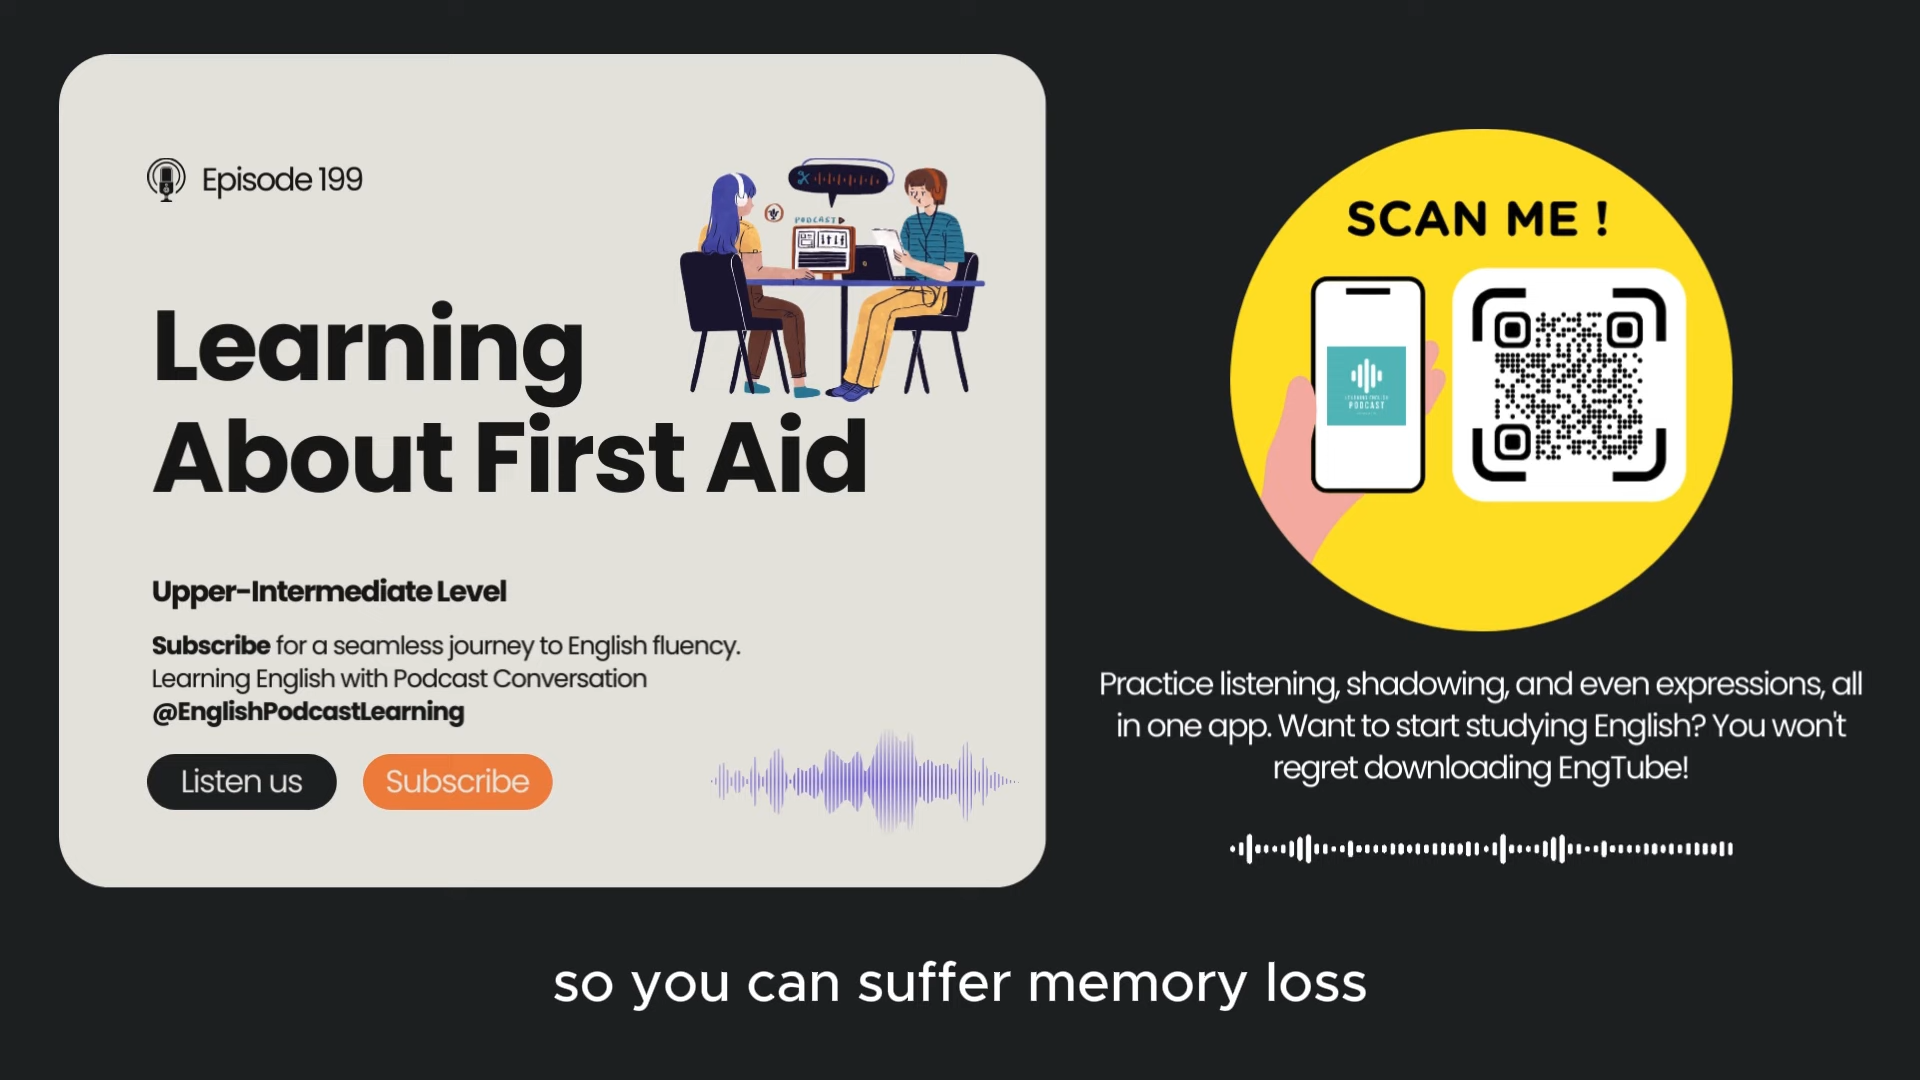 Episode 199
PODCAST
Learning
About First Aid
Upper-Intermediate Level
Subscribe for a seamless journey to English fluency.
Learning English with Podcast Conversation
@EnglishPodcastLearning
Listen us
Subscribe
SCAN ME !
PODCAST
Practice listening, shadowing, and even expressions, all
in one app. Want to start studying English? You won't
regret downloading EngTube!
so you can suffer memory loss